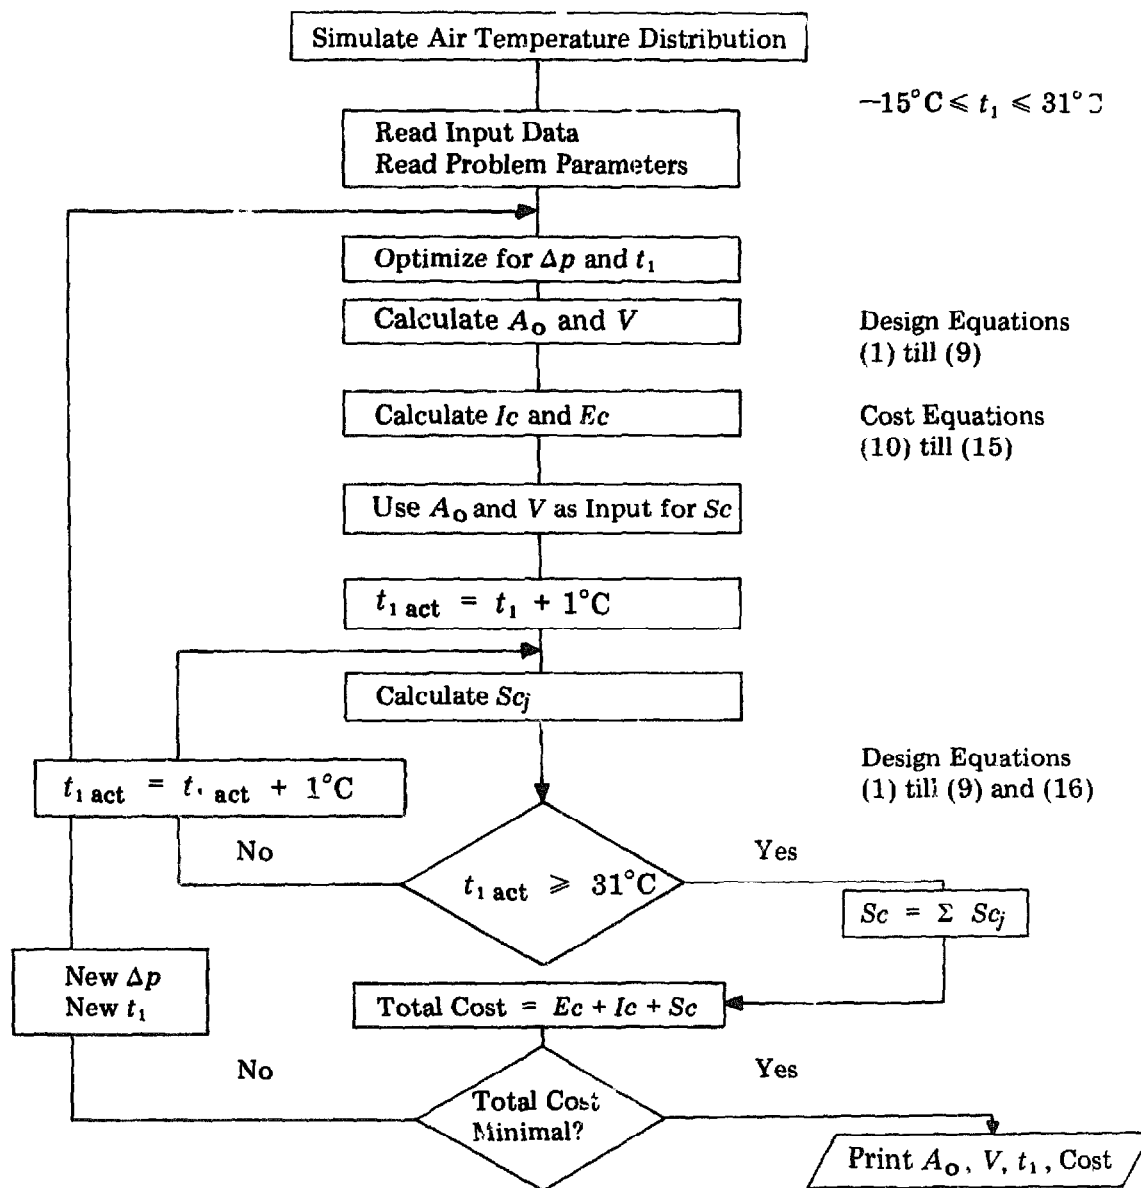 Simulate Air Temperature Distribution
−15°C ⩽ t₁ ⩽ 31°
Read Input Data
Read Problem Parameters
Optimize for Δp and t₁
Calculate Aₒ and V
Design Equations
(1) till (9)
Calculate Ic and Ec
Cost Equations
(10) till (15)
Use Aₒ and V as Input for Sc
t₁ act = t₁ + 1°C
Calculate Scⱼ
Design Equations
(1) till (9) and (16)
t₁ act = t. act + 1°C
No
Yes
t₁ act ⩾ 31°C
Sc = Σ Scⱼ
New Δp
New t₁
Total Cost = Ec + Ic + Sc
No
Yes
Total Cost
Minimal?
Print Aₒ, V, t₁, Cost